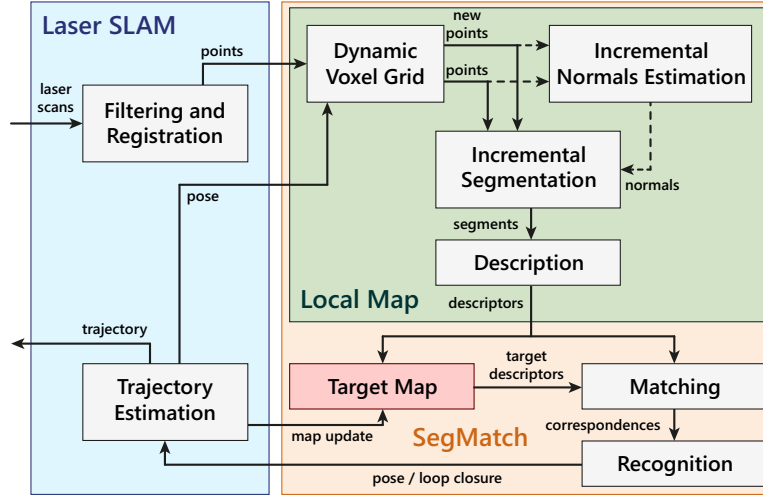 Laser SLAM
laser
scans
points
Filtering and
Registration
pose
trajectory
Trajectory
Estimation
Dynamic
Voxel Grid
new
points
points
Incremental
Normals Estimation
Incremental
Segmentation
normals
segments
Description
Local Map
descriptors
Target Map
target
descriptors
Matching
map update
SegMatch
correspondences
Recognition
pose / loop closure